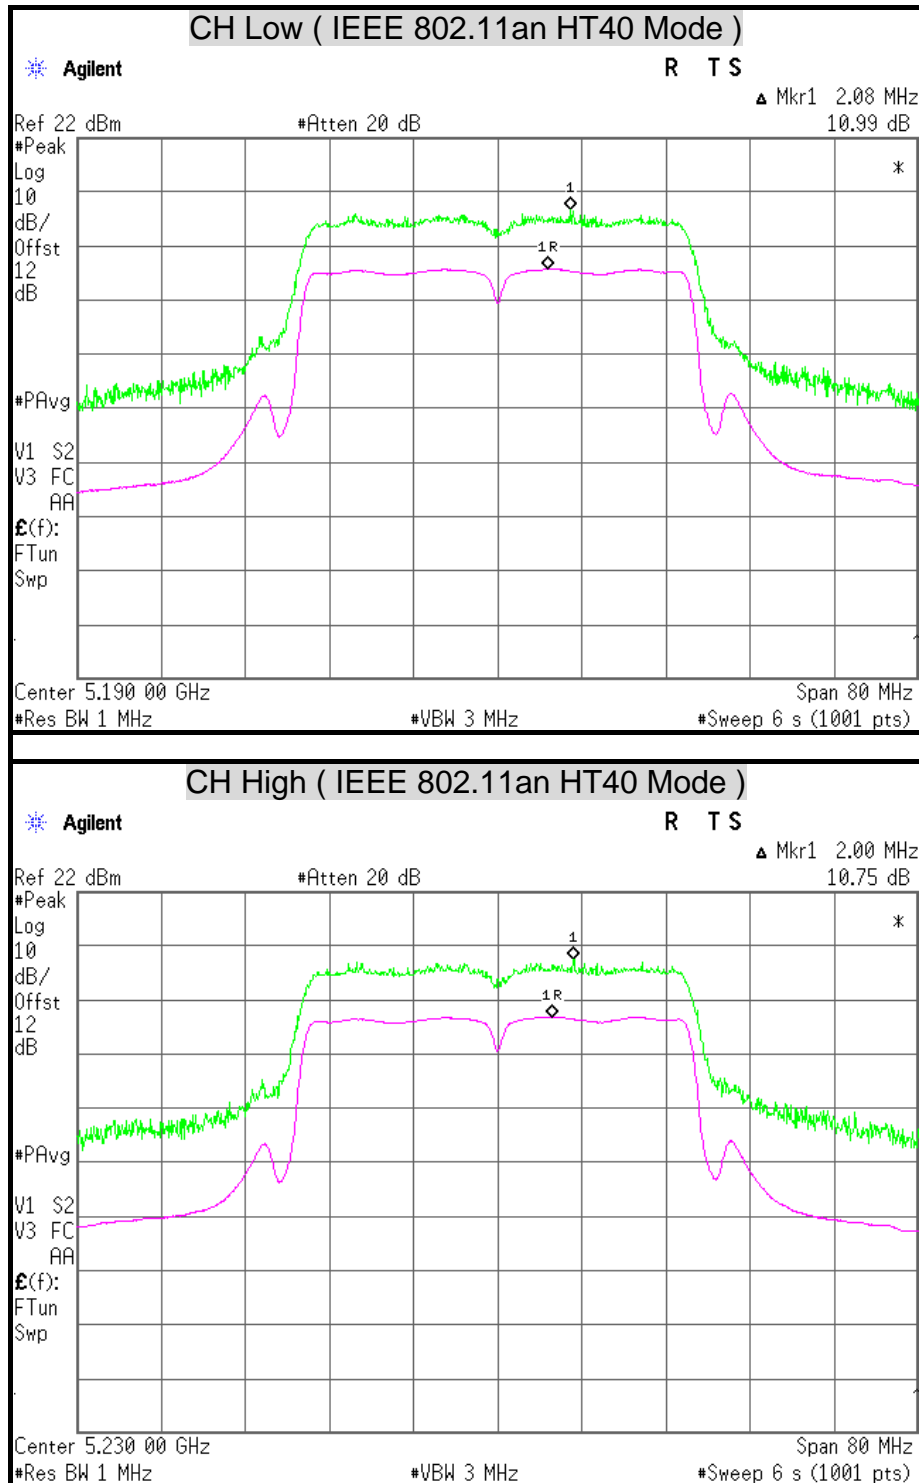 CH Low ( IEEE 802.11an HT40 Mode )
Agilent R T S
Δ Mkr1 2.08 MHz
Ref 22 dBm #Atten 20 dB 10.99 dB
#Peak
Log
10
dB/
Offst
12
dB
1
1R
*
#PAvg
V1 S2
V3 FC
AA
£(f):
FTun
Swp
Center 5.190 00 GHz Span 80 MHz
#Res BW 1 MHz #VBW 3 MHz #Sweep 6 s (1001 pts)
CH High ( IEEE 802.11an HT40 Mode )
Agilent R T S
Δ Mkr1 2.00 MHz
Ref 22 dBm #Atten 20 dB 10.75 dB
#Peak
Log
10
dB/
Offst
12
dB
1
1R
*
#PAvg
V1 S2
V3 FC
AA
£(f):
FTun
Swp
Center 5.230 00 GHz Span 80 MHz
#Res BW 1 MHz #VBW 3 MHz #Sweep 6 s (1001 pts)